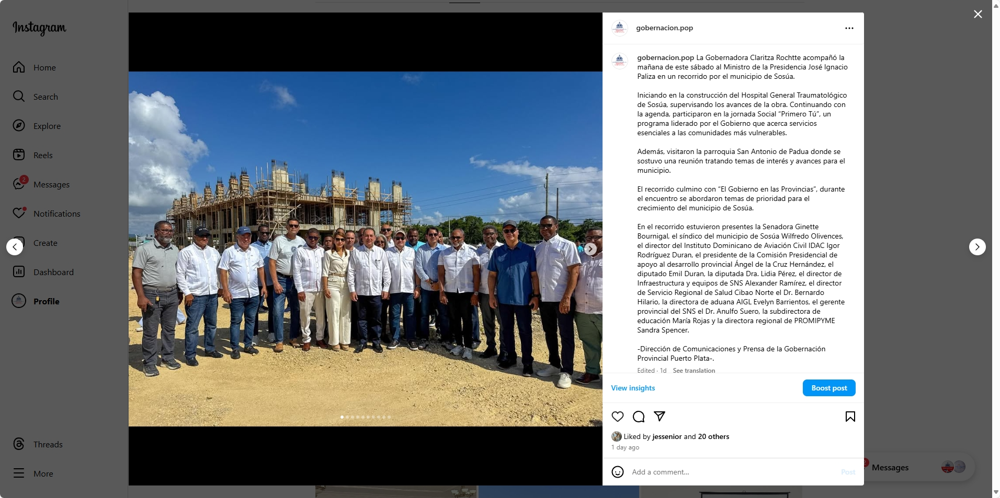 Instagram
Home
Search
Explore
Reels
2
Messages
Notifications
Create
Dashboard
Profile
Threads
More
gobernacion.pop
gobernacion.pop La Gobernadora Claritza Rochtte acompañó la
mañana de este sábado al Ministro de la Presidencia José Ignacio
Paliza en un recorrido por el municipio de Sosúa.
Iniciando en la construcción del Hospital General Traumatológico
de Sosúa, supervisando los avances de la obra. Continuando con
la agenda, participaron en la jornada Social “Primero Tú”, un
programa liderado por el Gobierno que acerca servicios
esenciales a las comunidades más vulnerables.
Además, visitaron la parroquia San Antonio de Padua donde se
sostuvo una reunión tratando temas de interés y avances para el
municipio.
El recorrido culmino con “El Gobierno en las Provincias”, durante
el encuentro se abordaron temas de prioridad para el
crecimiento del municipio de Sosúa.
En el recorrido estuvieron presentes la Senadora Ginette
Bournigal, el síndico del municipio de Sosúa Wilfredo Olivences,
el director del Instituto Dominicano de Aviación Civil IDAC Igor
Rodríguez Duran, el presidente de la Comisión Presidencial de
apoyo al desarrollo provincial Ángel de la Cruz Hernández, el
diputado Emil Duran, la diputada Dra. Lidia Pérez, el director de
Infraestructura y equipos de SNS Alexander Ramírez, el director
de Servicio Regional de Salud Cibao Norte el Dr. Bernardo
Hilario, la directora de aduana AIGL Evelyn Barrientos, el gerente
provincial del SNS el Dr. Anulfo Suero, la subdirectora de
educación María Rojas y la directora regional de PROMIPYME
Sandra Spencer.
-Dirección de Comunicaciones y Prensa de la Gobernación
Provincial Puerto Plata-.
Edited · 1d See translation
View insights
Boost post
Liked by jessenior and 20 others
1 day ago
Add a comment...
Post
Messages